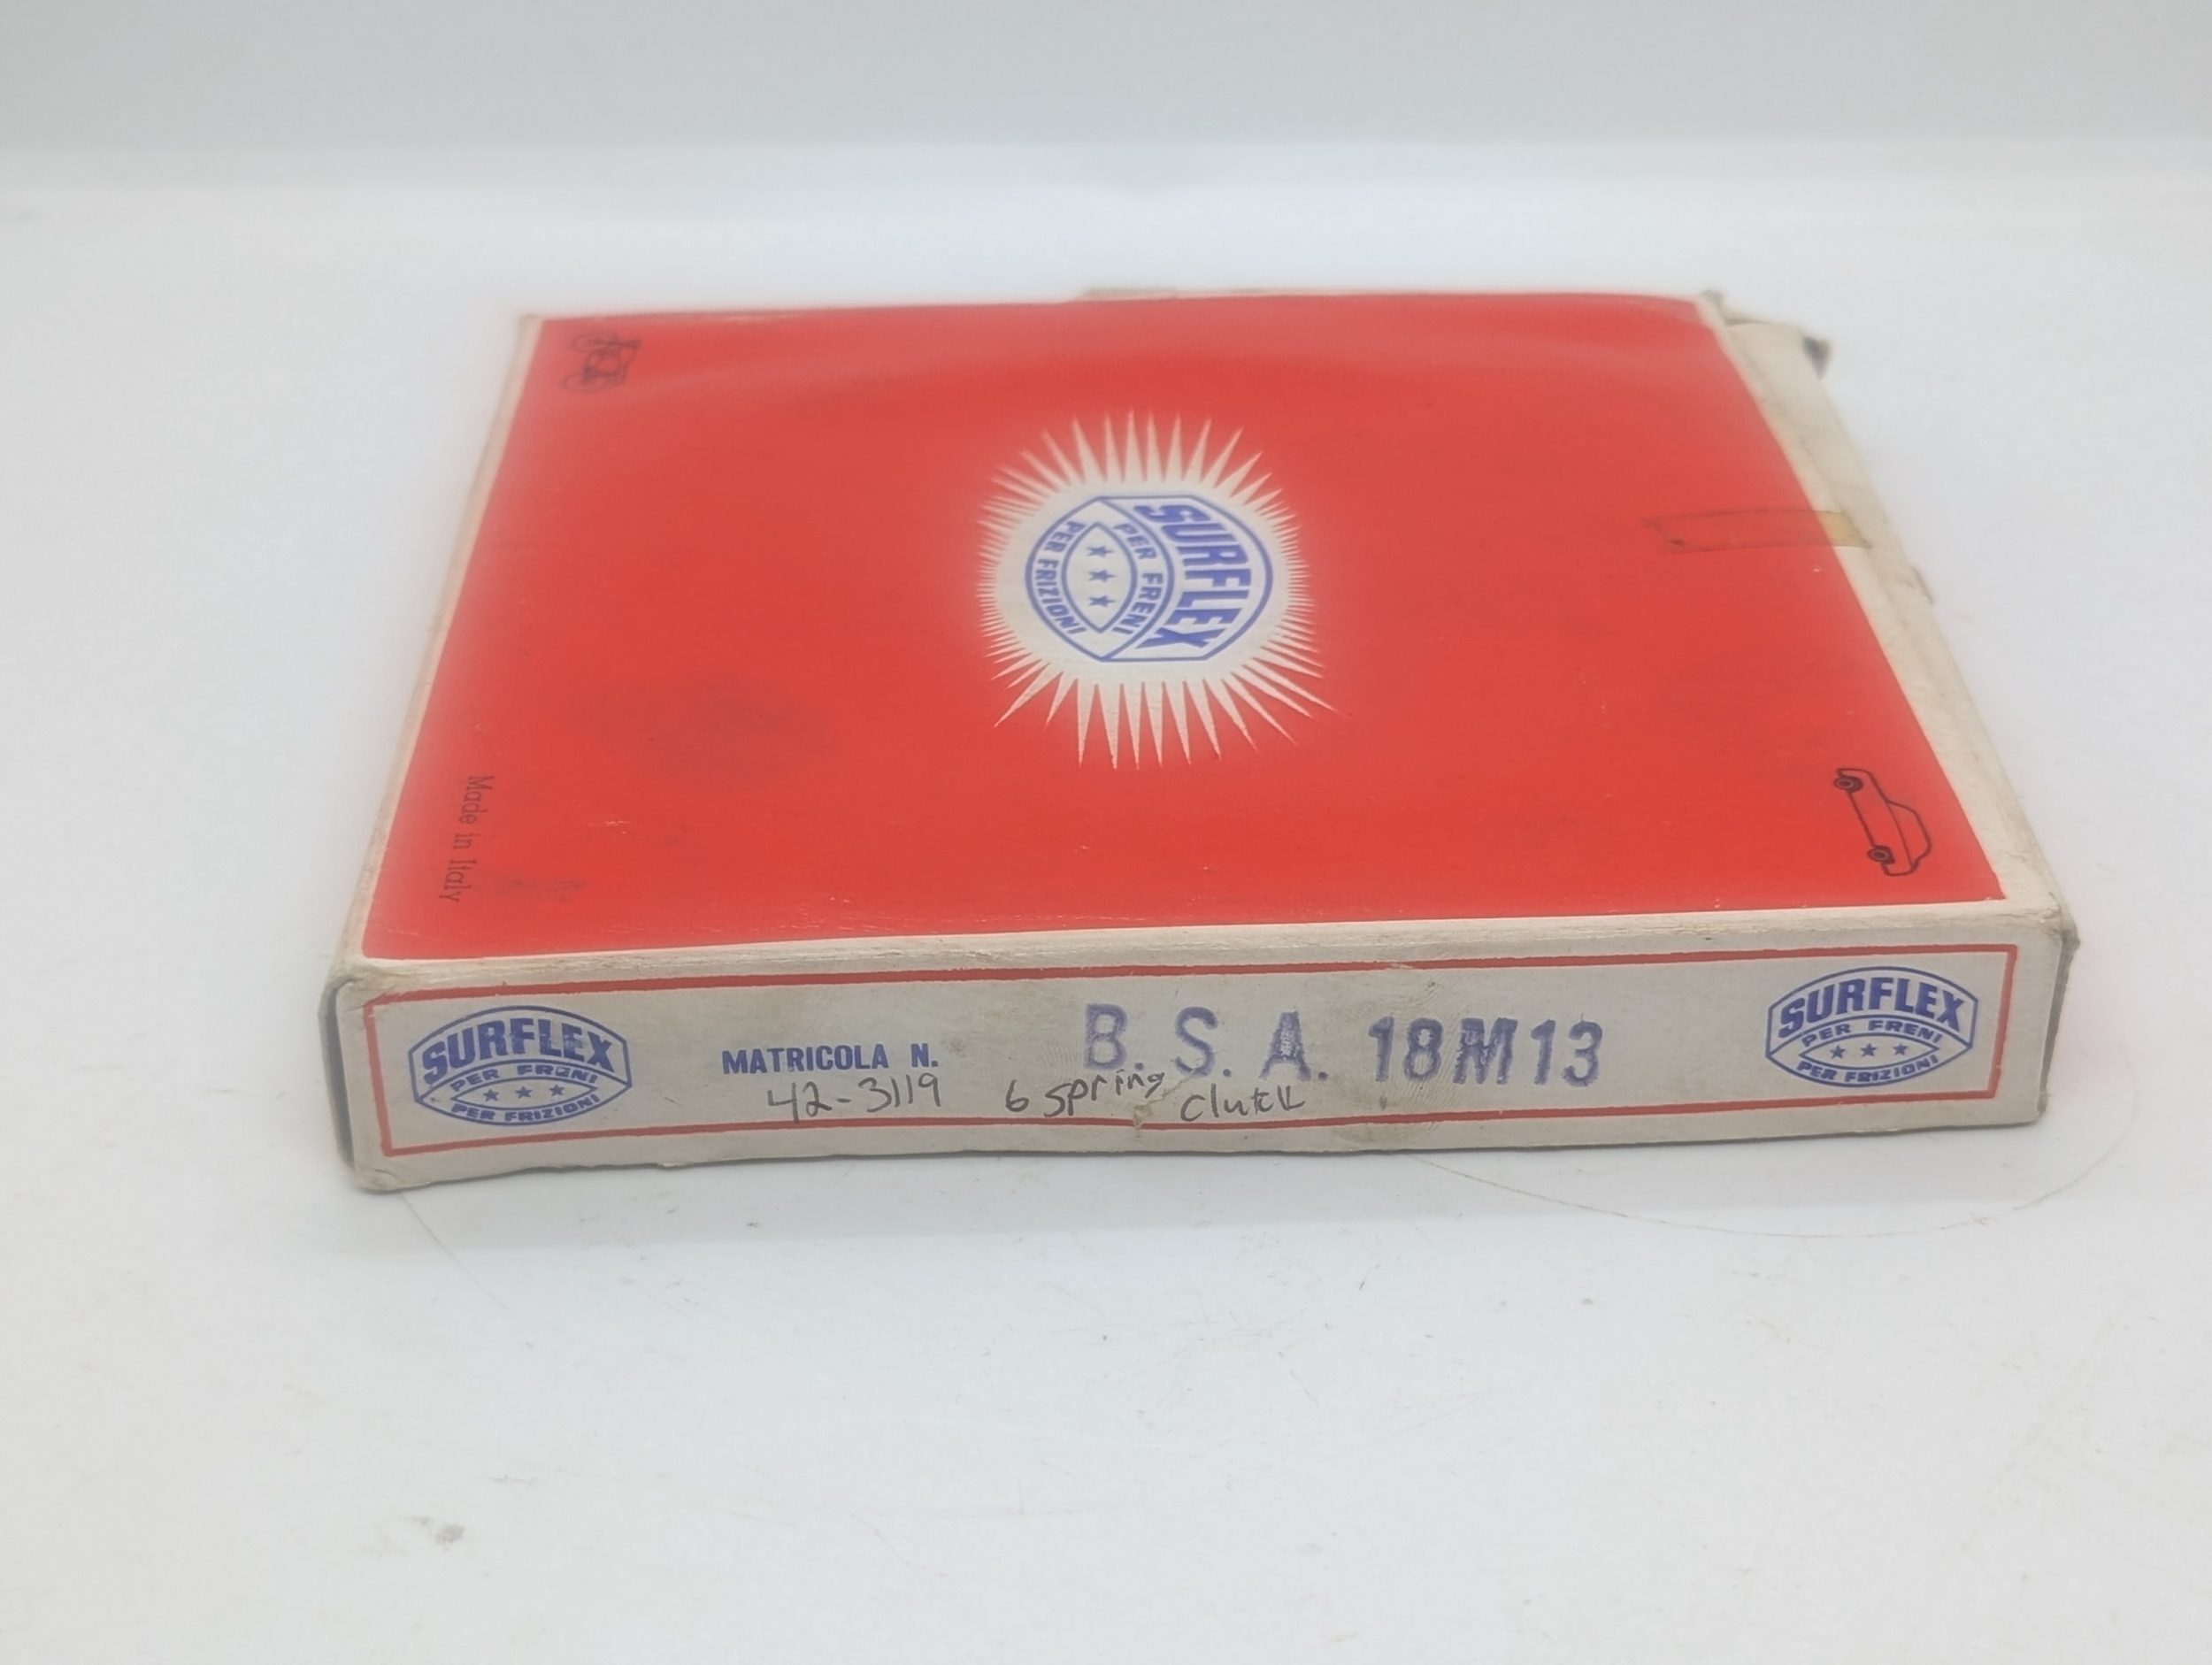 SURFLEX
PER FRENI
PER FRIZIONI
Made in Italy
SURFLEX
PER FRENI
PER FRIZIONI
MATRICOLA N. B.S.A. 18M13
42-3119 6 spring clutch
SURFLEX
PER FRENI
PER FRIZIONI